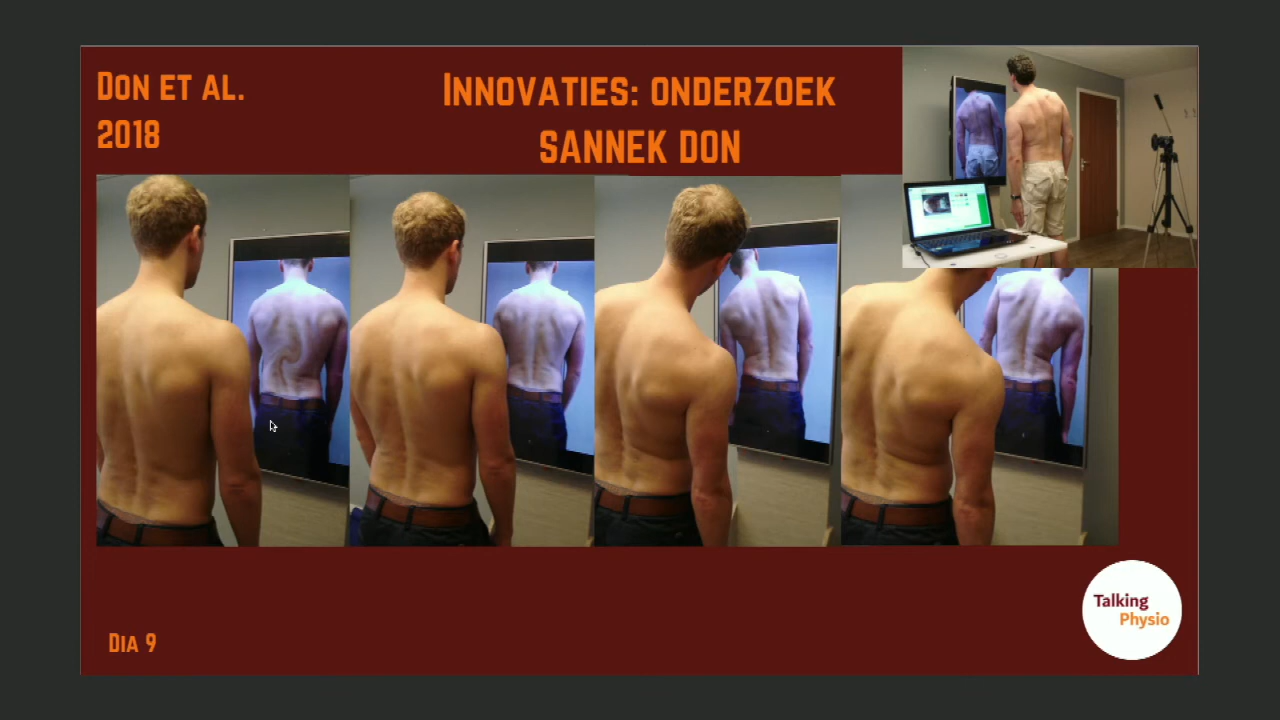 Don et al.
2018
Innovaties: onderzoek
Sannek Don
Dia 9
Talking
Physio